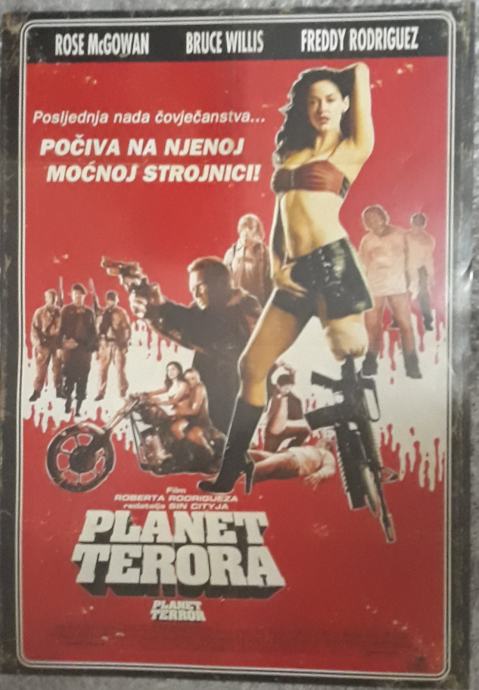 ROSE McGOWAN BRUCE WILLIS FREDDY RODRIGUEZ
Posljednja nada čovječanstva...
POČIVA NA NJENOJ
MOĆNOJ STROJNICI!
Film
ROBERTA RODRIGUEZA
redatelja SIN CITYJA
PLANET
TERORA
PLANET
TERROR